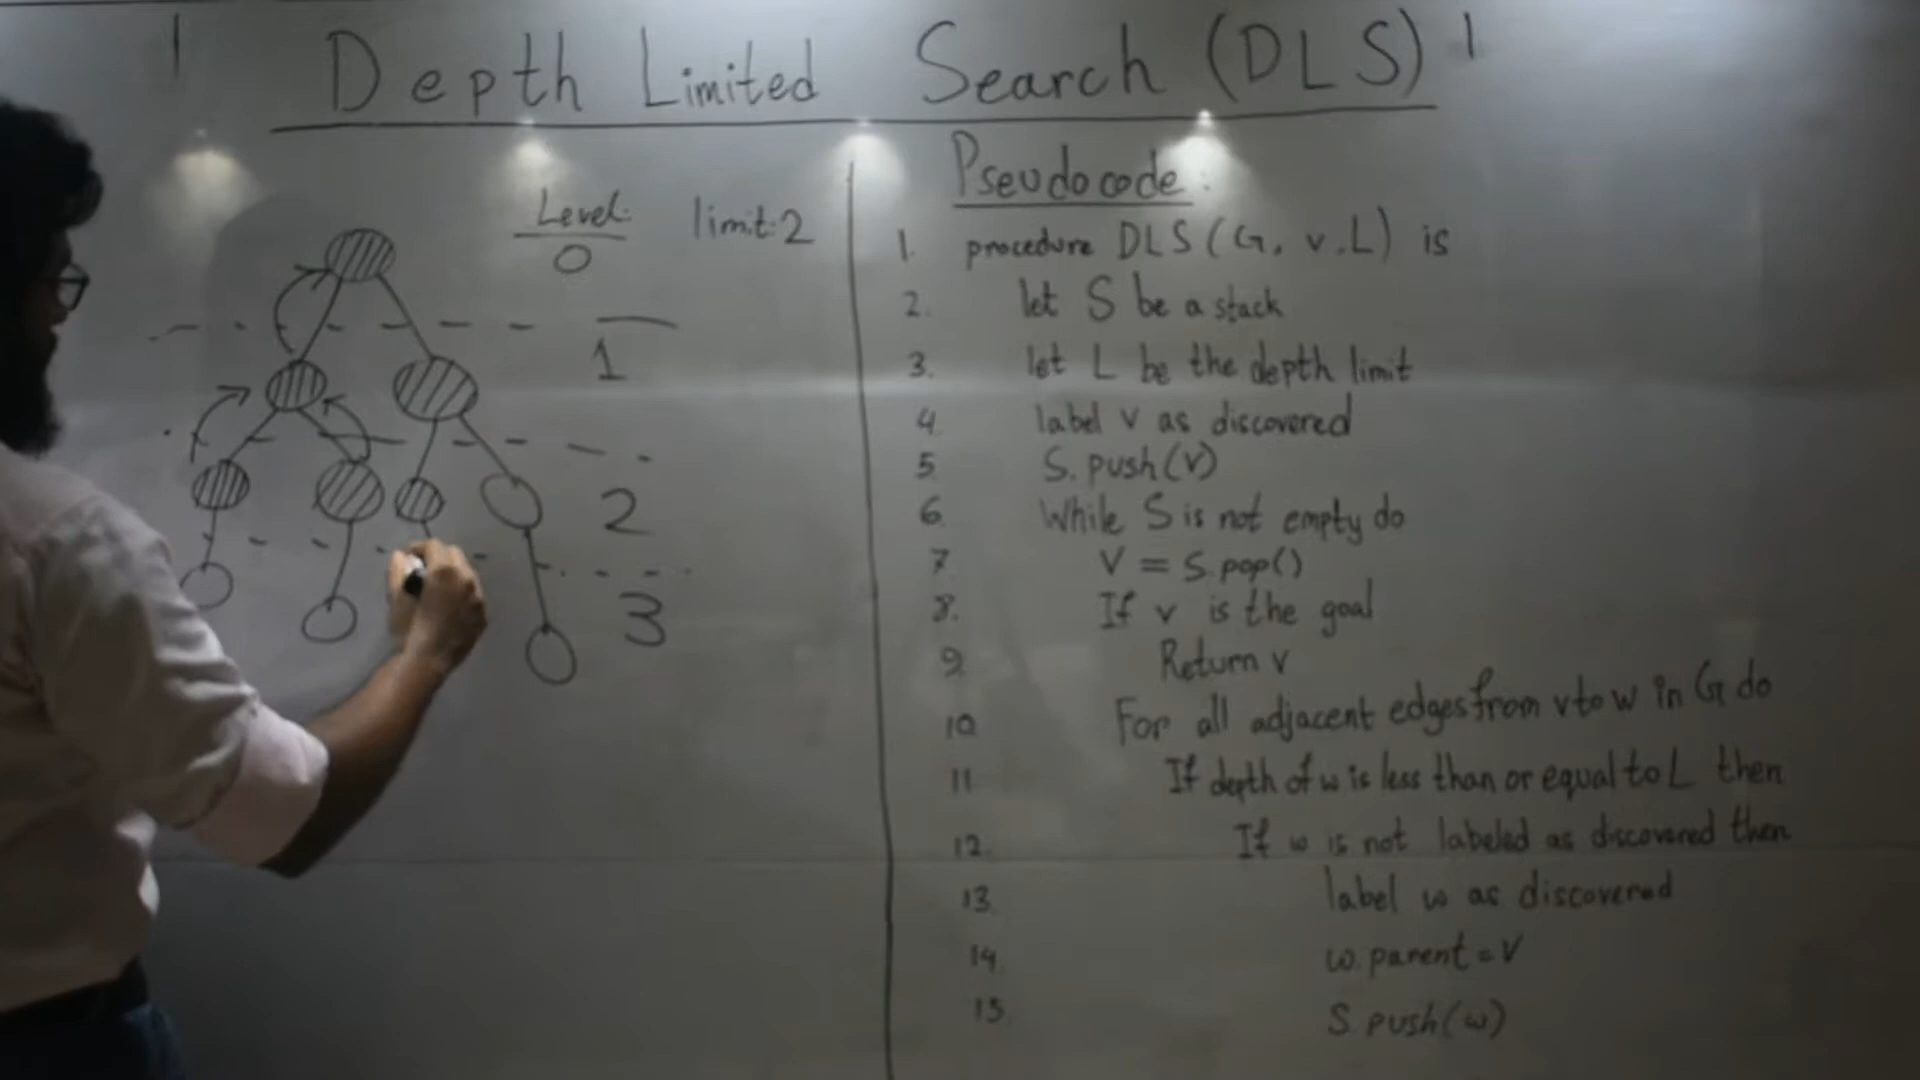 Depth Limited Search (DLS)
Level: limit:2
0
1
2
3
Pseudocode:
1. procedure DLS(G, v, L) is
2. let S be a stack
3. let L be the depth limit
4. label v as discovered
5. S.push(v)
6. While S is not empty do
7. V = S.pop()
8. If v is the goal
9. Return v
10 For all adjacent edges from v to w in G do
11 If depth of w is less than or equal to L then
12. If w is not labeled as discovered then
13. label w as discovered
14. w.parent = V
15. S.push(w)